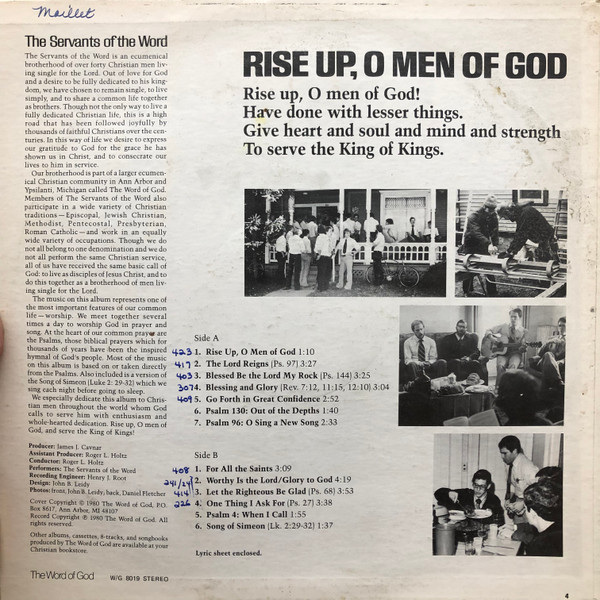 Maillet
The Servants of the Word
The Servants of the Word is an ecumenical
brotherhood of over forty Christian men liv-
ing single for the Lord. Out of love for God
and a desire to be fully dedicated to his king-
dom, we have chosen to remain single, to live
simply, and to share a common life together
as brothers. Though not the only way to live a
fully dedicated Christian life, this is a high
road that has been followed joyfully by
thousands of faithful Christians over the cen-
turies. In this way of life we desire to express
our gratitude to God for the grace he has
shown us in Christ, and to consecrate our
lives to him in service.
Our brotherhood is part of a larger ecumen-
ical Christian community in Ann Arbor and
Ypsilanti, Michigan called The Word of God.
Members of The Servants of the Word also
participate in a wide variety of Christian
traditions—Episcopal, Jewish Christian,
Methodist, Pentecostal, Presbyterian,
Roman Catholic—and work in an equally
wide variety of occupations. Though we do
not all belong to one denomination and we do
not all perform the same Christian service,
all of us have received the same basic call of
God: to live as disciples of Jesus Christ, and to
do this together as a brotherhood of men liv-
ing single for the Lord.
The music on this album represents one of
the most important features of our common
life—worship. We meet together several
times a day to worship God in prayer and
song. At the heart of our common prayer are
the Psalms, those biblical prayers which for
thousands of years have been the inspired
hymnal of God's people. Most of the music
on this album is based on or taken directly
from the Psalms. Also included is a version of
the Song of Simeon (Luke 2: 29-32) which we
sing each night before going to sleep.
We especially dedicate this album to Chris-
tian men throughout the world whom God
calls to serve him with enthusiasm and
whole-hearted dedication. Rise up, O men of
God, and serve the King of Kings!
Producer: James I. Cavnar
Assistant Producer: Roger L. Holtz
Conductor: Roger L. Holtz
Performers: The Servants of the Word
Recording Engineer: Henry J. Root
Design: John B. Leidy
Photos: front, John B. Leidy, back, Daniel Fletcher
Cover Copyright © 1980 The Word of God, P.O.
Box 8617, Ann Arbor, MI 48107
Record Copyright ℗ 1980 The Word of God. All
rights reserved.
Other albums, cassettes, 8-tracks, and songbooks
produced by The Word of God are available at your
Christian bookstore.
The Word of God W/G 8019 STEREO
RISE UP, O MEN OF GOD
Rise up, O men of God!
Have done with lesser things.
Give heart and soul and mind and strength
To serve the King of Kings.
Side A
423 1. Rise Up, O Men of God 1:10
417 2. The Lord Reigns (Ps. 97) 3:27
403 3. Blessed Be the Lord My Rock (Ps. 144) 3:25
307 4. Blessing and Glory (Rev. 7:12, 11:15, 12:10) 3:04
409 5. Go Forth in Great Confidence 2:52
6. Psalm 130: Out of the Depths 1:40
7. Psalm 96: O Sing a New Song 2:33
Side B
408 1. For All the Saints 3:09
2. Worthy Is the Lord/Glory to God 4:19
414 3. Let the Righteous Be Glad (Ps. 68) 3:53
226 4. One Thing I Ask For (Ps. 27) 3:38
5. Psalm 4: When I Call 1:55
6. Song of Simeon (Lk. 2:29-32) 1:37
Lyric sheet enclosed.
4